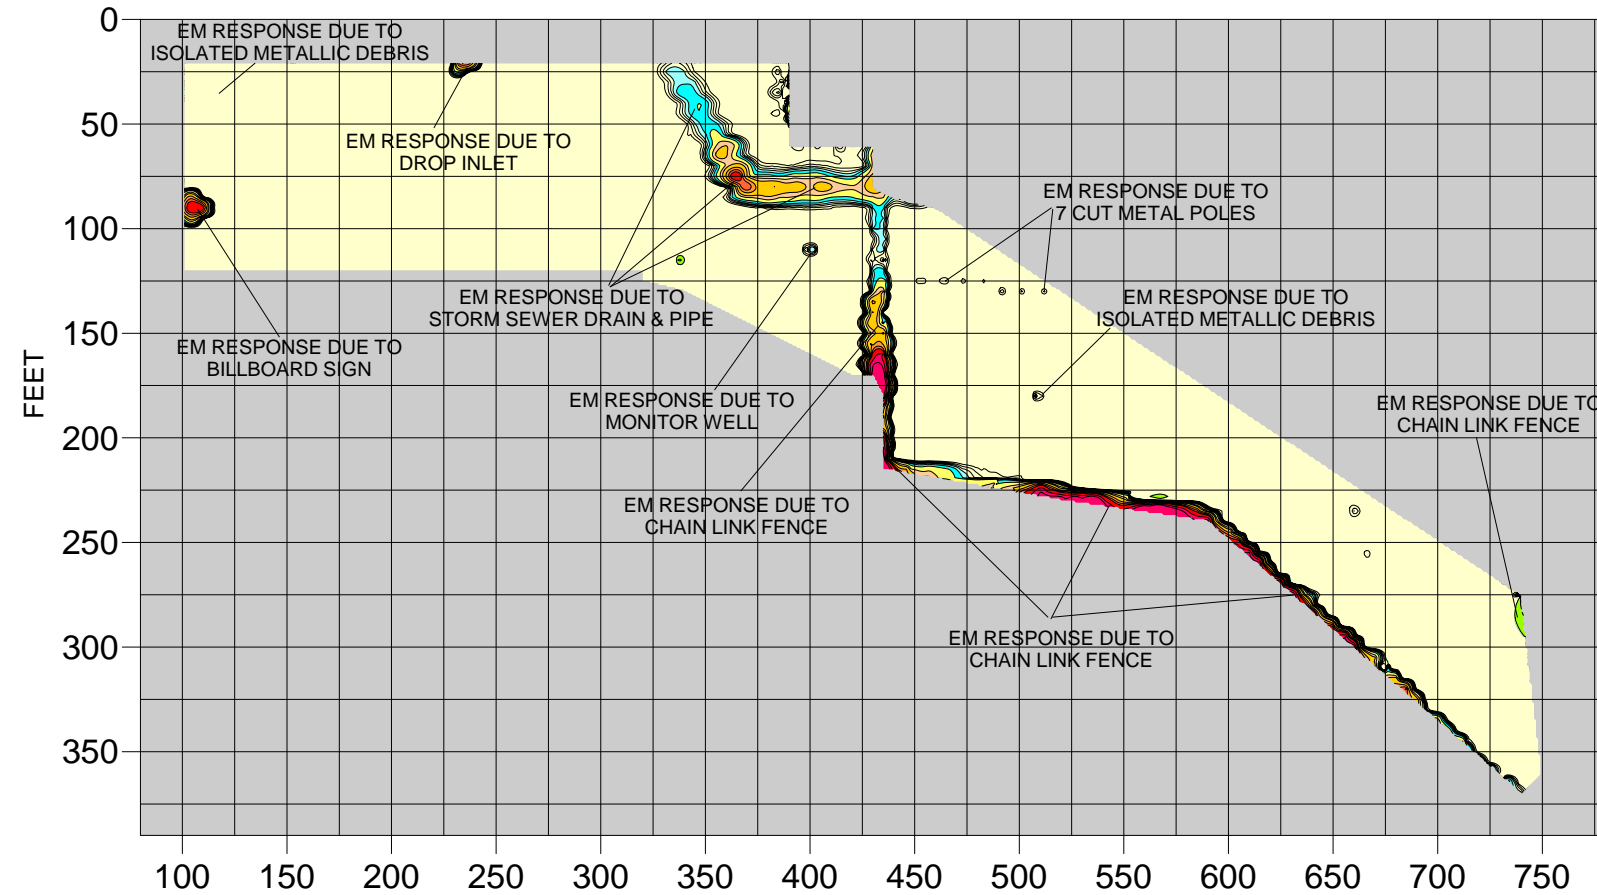 0
EM RESPONSE DUE TO
ISOLATED METALLIC DEBRIS
50
EM RESPONSE DUE TO
DROP INLET
EM RESPONSE DUE TO
7 CUT METAL POLES
100
EM RESPONSE DUE TO
STORM SEWER DRAIN & PIPE
EM RESPONSE DUE TO
ISOLATED METALLIC DEBRIS
150
EM RESPONSE DUE TO
BILLBOARD SIGN
FEET
EM RESPONSE DUE TO
MONITOR WELL
EM RESPONSE DUE TO
CHAIN LINK FENCE
200
EM RESPONSE DUE TO
CHAIN LINK FENCE
250
EM RESPONSE DUE TO
CHAIN LINK FENCE
300
350
100 150 200 250 300 350 400 450 500 550 600 650 700 750